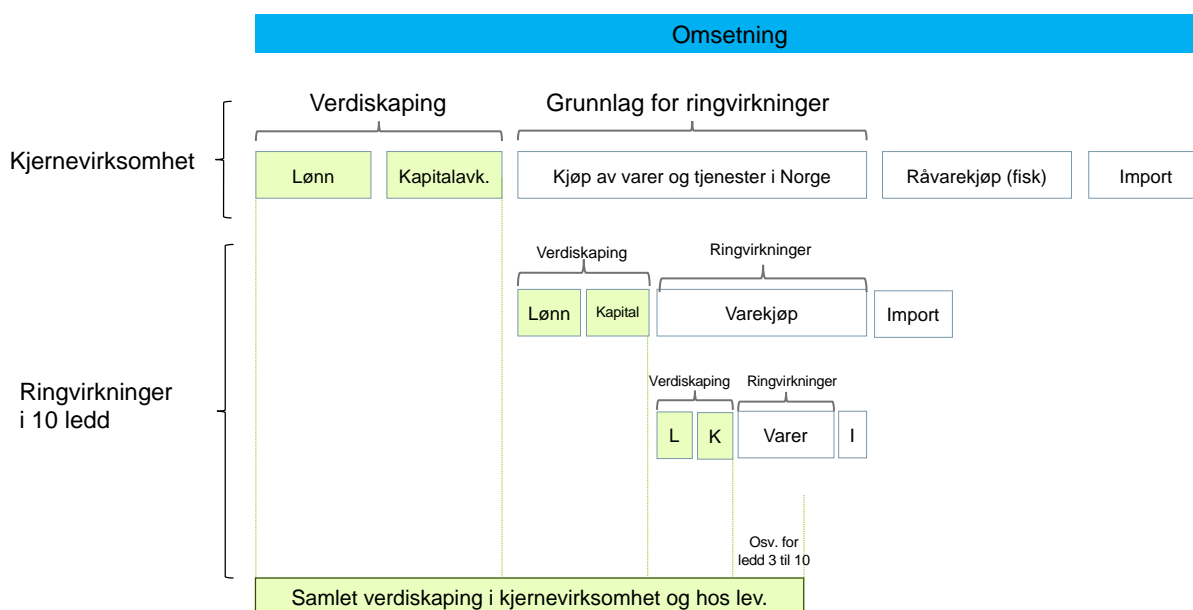 Omsetning
Verdiskaping
Grunnlag for ringvirkninger
Kjernevirksomhet
Lønn
Kapitalavk.
Kjøp av varer og tjenester i Norge
Råvarekjøp (fisk)
Import
Verdiskaping
Ringvirkninger
Lønn
Kapital
Varekjøp
Import
Ringvirkninger
i 10 ledd
Verdiskaping
Ringvirkninger
L
K
Varer
I
Osv. for
ledd 3 til 10
Samlet verdiskaping i kjernevirksomhet og hos lev.